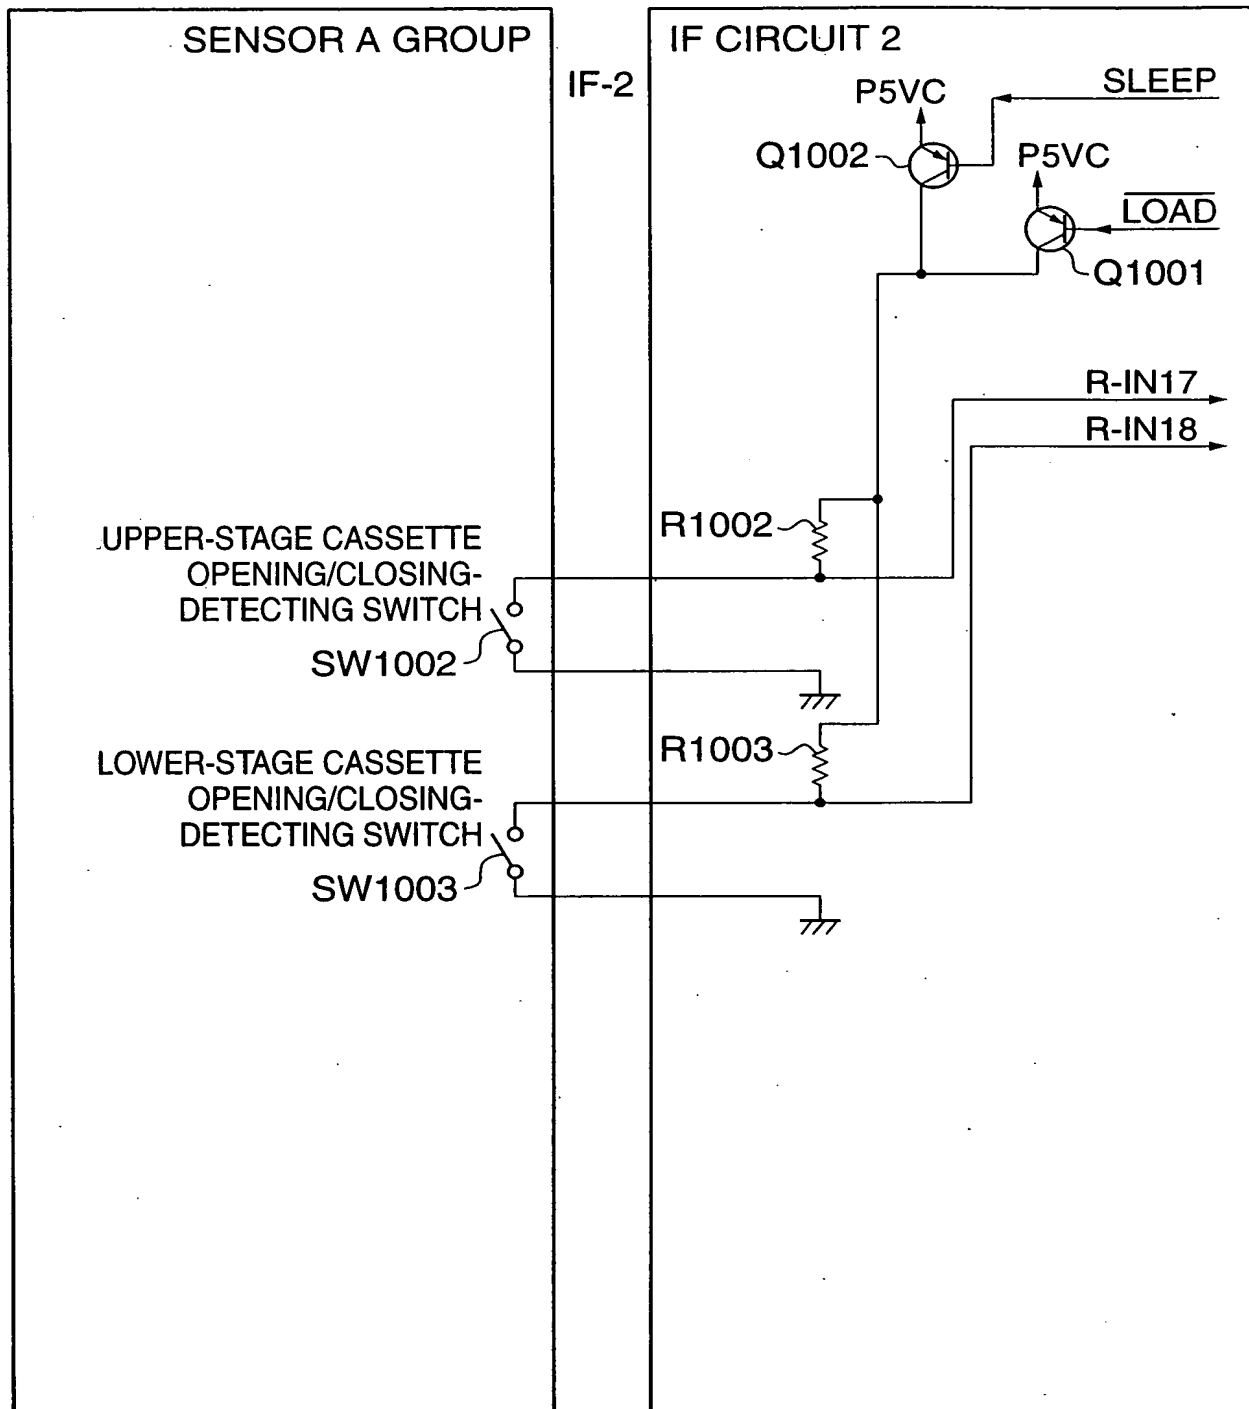 SENSOR A GROUP
IF-2
IF CIRCUIT 2
SLEEP
P5VC
Q1002
P5VC
LOAD
Q1001
R-IN17
R-IN18
R1002
UPPER-STAGE CASSETTE
OPENING/CLOSING-
DETECTING SWITCH
SW1002
R1003
LOWER-STAGE CASSETTE
OPENING/CLOSING-
DETECTING SWITCH
SW1003